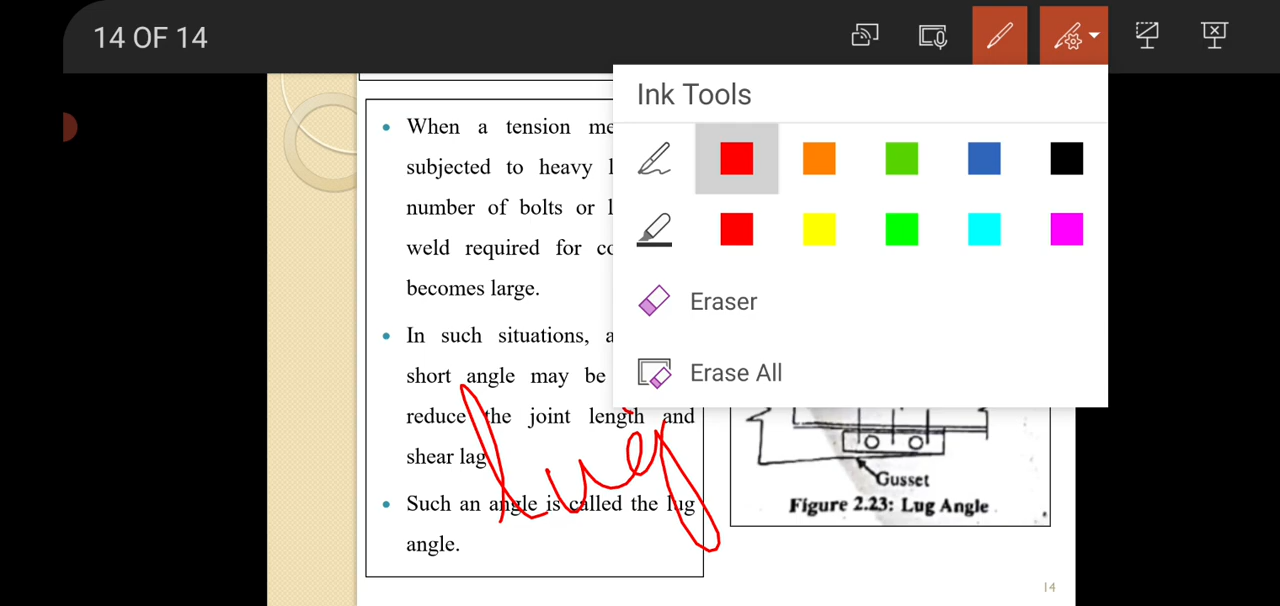 14 OF 14
Ink Tools
Eraser
Erase All
When a tension me
subjected to heavy
number of bolts or
weld required for co
becomes large.
In such situations, a
short angle may be
reduce the joint length and
shear lag
Such an angle is called the lug
angle.
lug
Gusset
Figure 2.23: Lug Angle
14